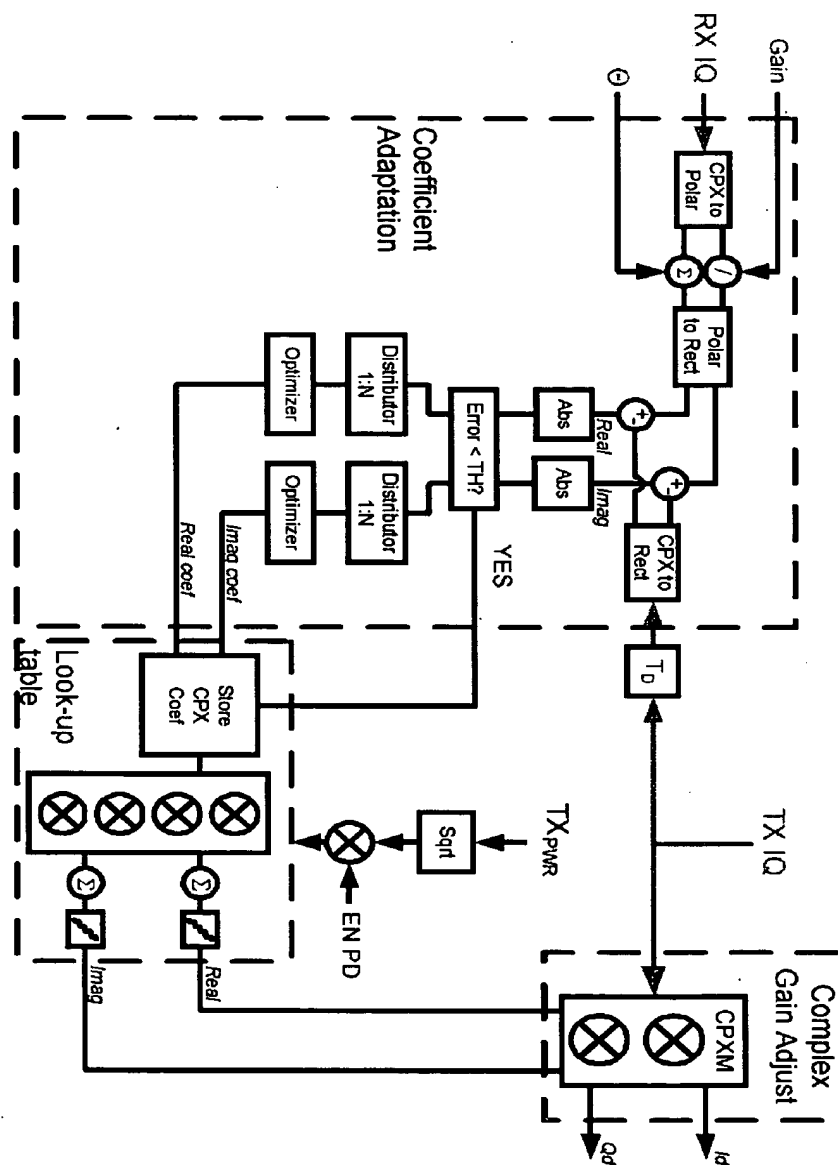 Gain
RX IQ
Θ
Coefficient
Adaptation
CPX to
Polar
/
Σ
Polar
to Rect
+
-
+
-
CPX to
Rect
Abs
Real
Abs
Imag
Error < TH?
YES
Distributor
1:N
Distributor
1:N
Optimizer
Optimizer
Real coef
Imag coef
TD
TX IQ
Look-up
table
Store
CPX
Coef
Σ
Σ
Real
Imag
TXPWR
Sqrt
EN PD
Complex
Gain Adjust
CPXM
Id
Qd